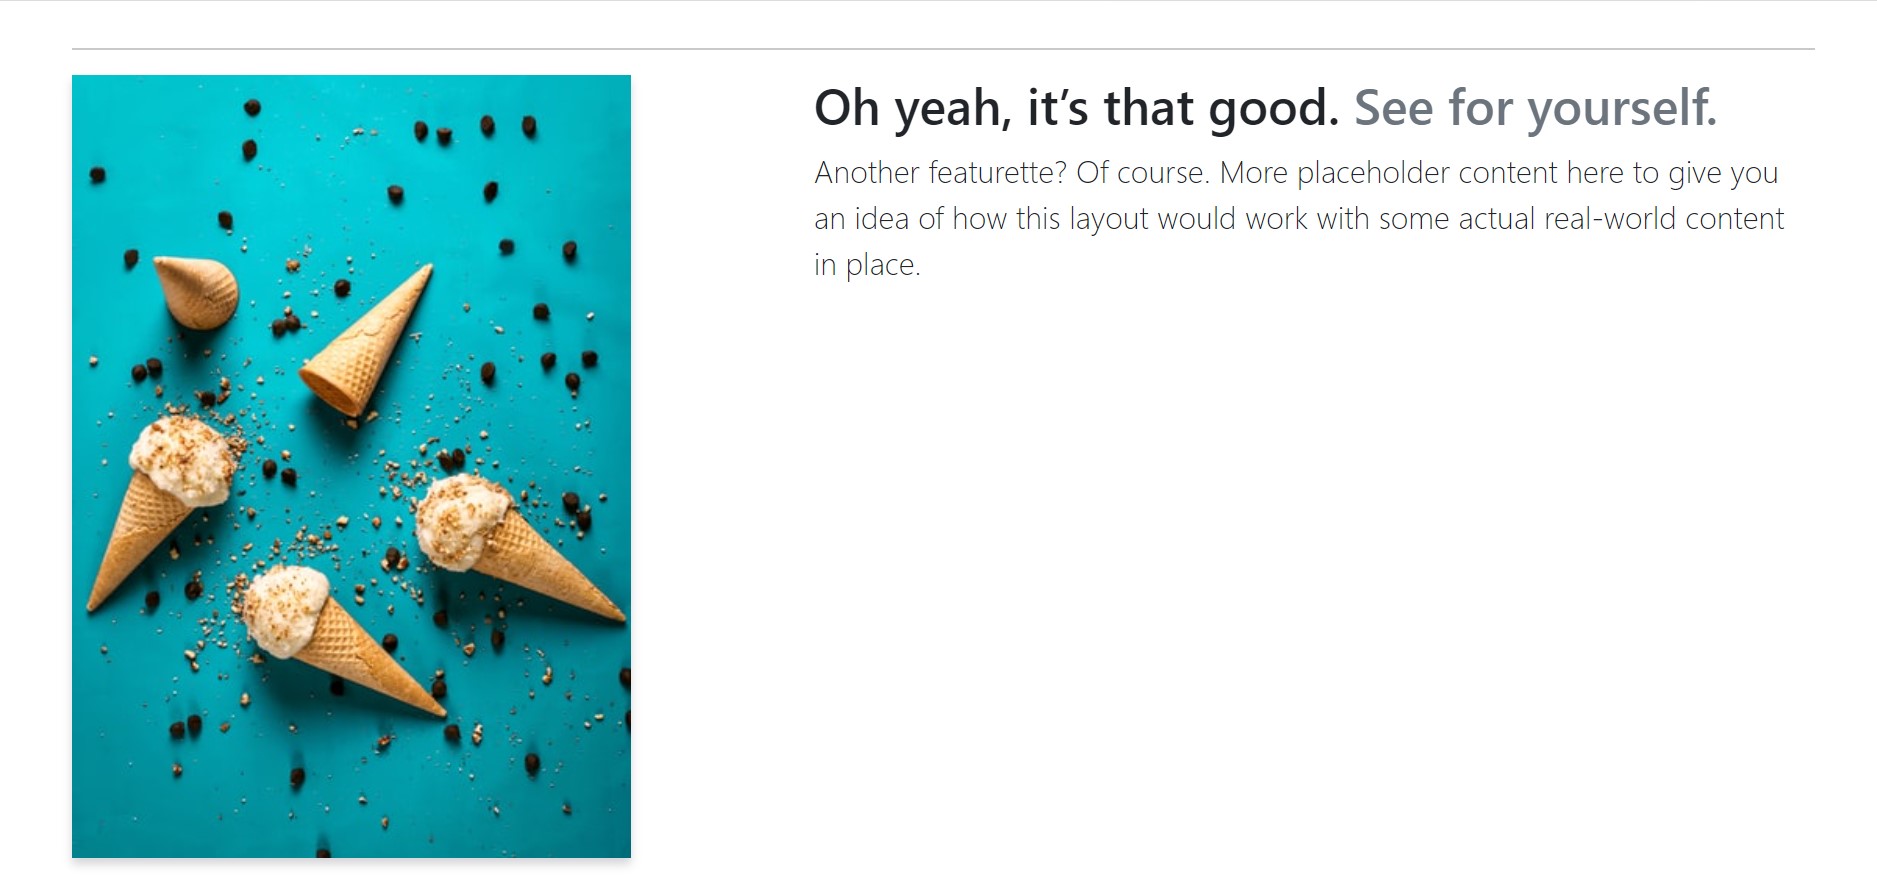 Oh yeah, it’s that good. See for yourself.
Another featurette? Of course. More placeholder content here to give you
an idea of how this layout would work with some actual real-world content
in place.